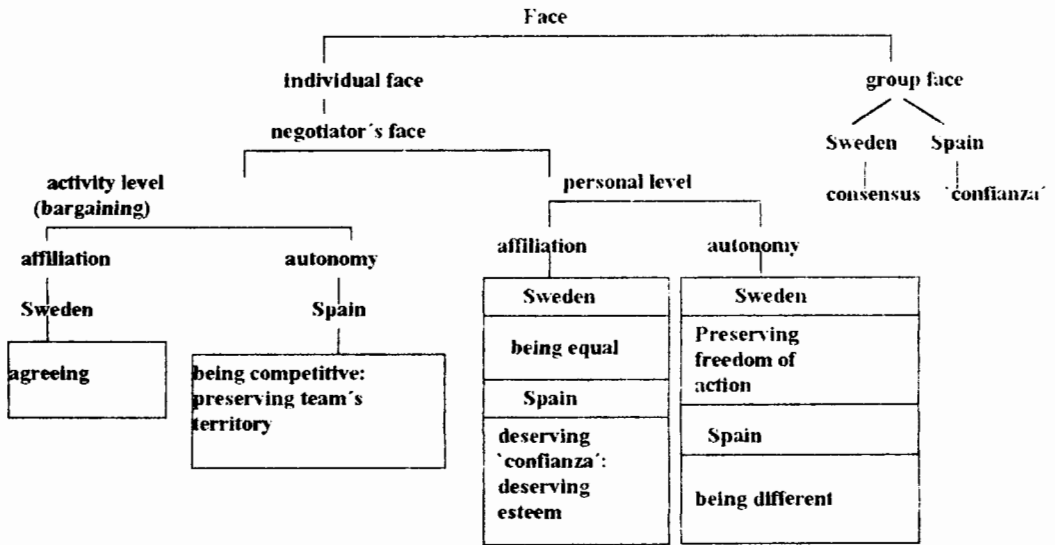 Face
individual face
group face
negotiator´s face
Sweden Spain
consensus `confianza´
activity level
(bargaining)
personal level
affiliation
autonomy
affiliation
autonomy
Sweden
Spain
agreeing
being competitive:
preserving team´s
territory
Sweden
being equal
Spain
deserving
`confianza´:
deserving
esteem
Sweden
Preserving
freedom of
action
Spain
being different